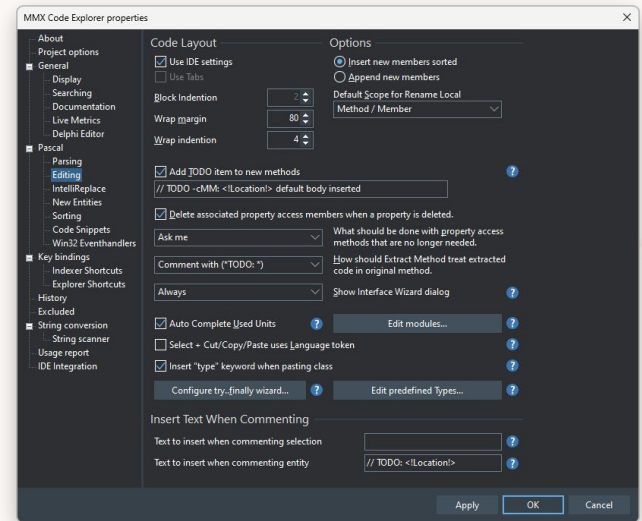 MMX Code Explorer properties
About
Project options
General
Display
Searching
Documentation
Live Metrics
Delphi Editor
Pascal
Parsing
Editing
IntelliReplace
New Entities
Sorting
Code Snippets
Win32 Eventhandlers
Key bindings
Indexer Shortcuts
Explorer Shortcuts
History
Excluded
String conversion
String scanner
Usage report
IDE Integration
Code Layout
Use IDE settings
Use Tabs
Block Indention 2
Wrap margin 80
Wrap indention 4
Options
Insert new members sorted
Append new members
Default Scope for Rename Local
Method / Member
Add TODO item to new methods ?
// TODO -cMM: <!Location!> default body inserted
Delete associated property access members when a property is deleted.
Ask me
What should be done with property access
methods that are no longer needed.
Comment with (*TODO: *)
How should Extract Method treat extracted
code in original method.
Always
Show Interface Wizard dialog ?
Auto Complete Used Units ? Edit modules... ?
Select + Cut/Copy/Paste uses Language token ?
Insert "type" keyword when pasting class ?
Configure try..finally wizard... ? Edit predefined Types... ?
Insert Text When Commenting
Text to insert when commenting selection ?
Text to insert when commenting entity // TODO: <!Location!> ?
Apply OK Cancel